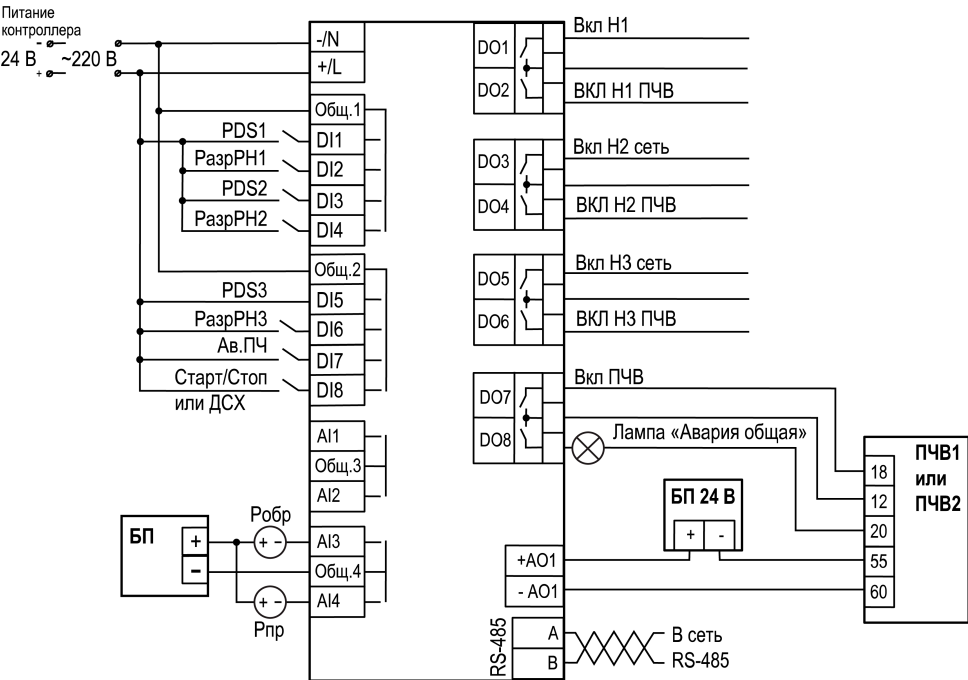 Питание
контроллера
- 
24 В ~220 В
+
-/N
+/L
Общ.1
PDS1 DI1
РазрРН1 DI2
PDS2 DI3
РазрРН2 DI4
Общ.2
PDS3 DI5
РазрРН3 DI6
Ав.ПЧ DI7
Старт/Стоп DI8
или ДСХ
AI1
Общ.3
AI2
Робр
БП + + - AI3
- Общ.4
+ - AI4
Рпр
DO1 Вкл Н1
DO2 ВКЛ Н1 ПЧВ
DO3 Вкл Н2 сеть
DO4 ВКЛ Н2 ПЧВ
DO5 Вкл Н3 сеть
DO6 ВКЛ Н3 ПЧВ
DO7 Вкл ПЧВ
DO8 Лампа «Авария общая»
БП 24 В
+ -
+AO1
- AO1
RS-485
A
B
В сеть
RS-485
ПЧВ1
или
ПЧВ2
18
12
20
55
60